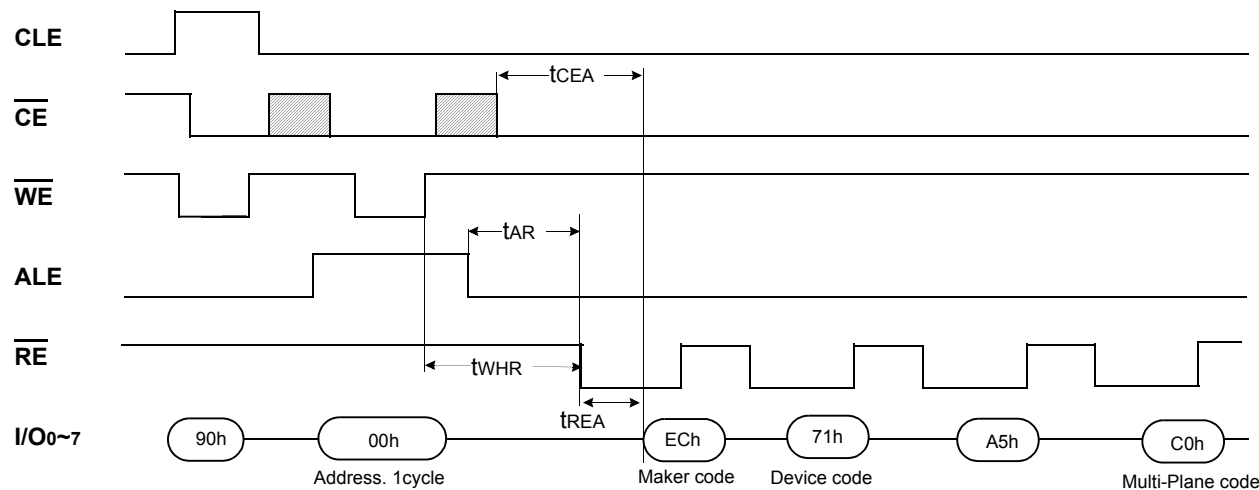 CLE
tCEA
CE
WE
tAR
ALE
RE
tWHR
tREA
I/O0~7
90h
00h
ECh
71h
A5h
C0h
Address. 1cycle
Maker code
Device code
Multi-Plane code